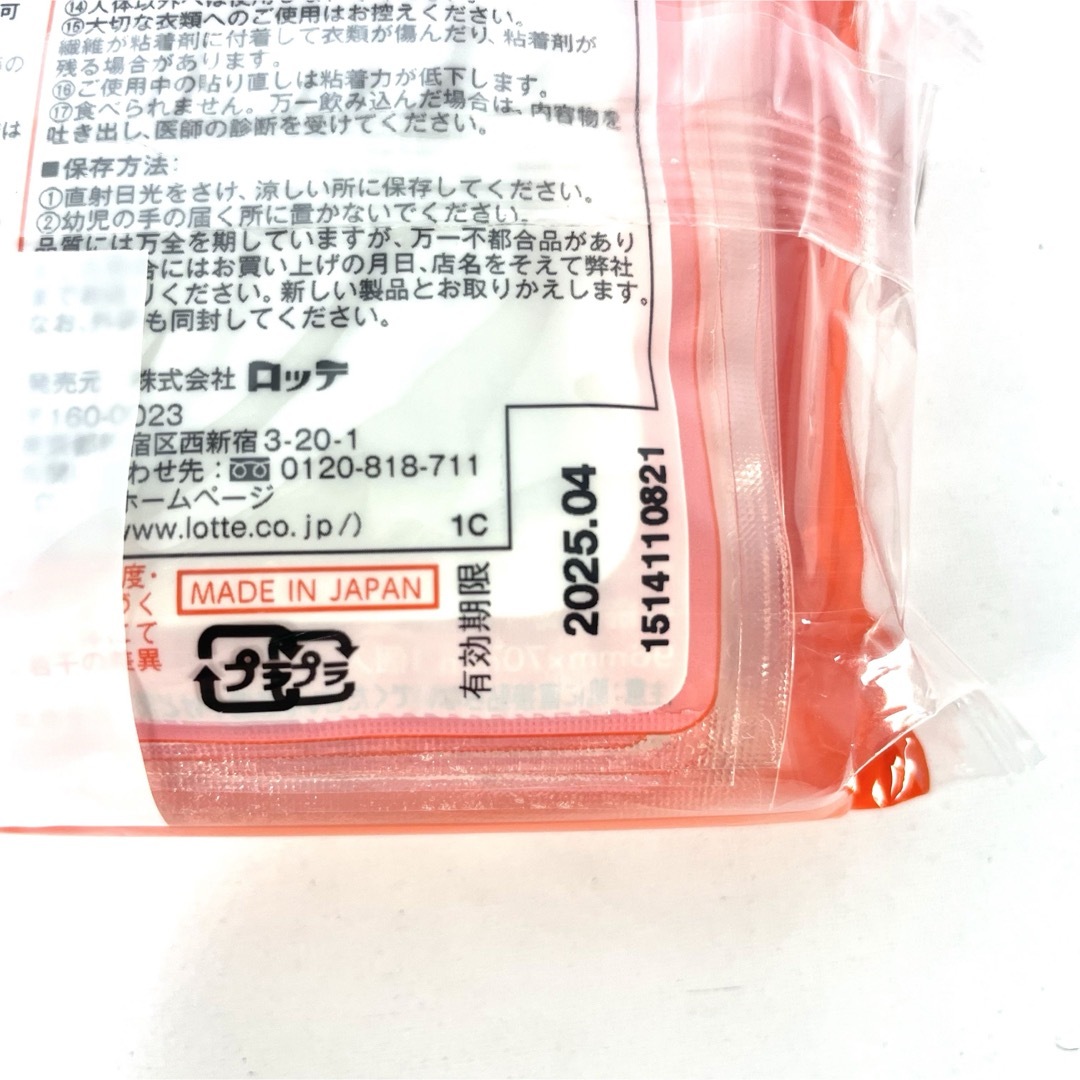 可
⑮大切な衣類へのご使用はお控えください。
繊維が粘着剤に付着して衣類が傷んだり、粘着剤が
残る場合があります。
⑯ご使用中の貼り直しは粘着力が低下します。
⑰食べられません。万一飲み込んだ場合は、内容物を
吐き出し、医師の診断を受けてください。
■保存方法:
①直射日光をさけ、涼しい所に保存してください。
②幼児の手の届く所に置かないでください。
品質には万全を期していますが、万一不都合品があり
合にはお買い上げの月日、店名をそえて弊社
りください。新しい製品とお取りかえします。
なお、 も同封してください。
発売元 株式会社 ロッテ
〒160-0023
宿区西新宿3-20-1
わせ先: 0120-818-711
ホームページ
www.lotte.co.jp/)
1C
度・
づく
にて
若干の差異
MADE IN JAPAN
プラ
プラ
有効期限
2025.04
1514110821